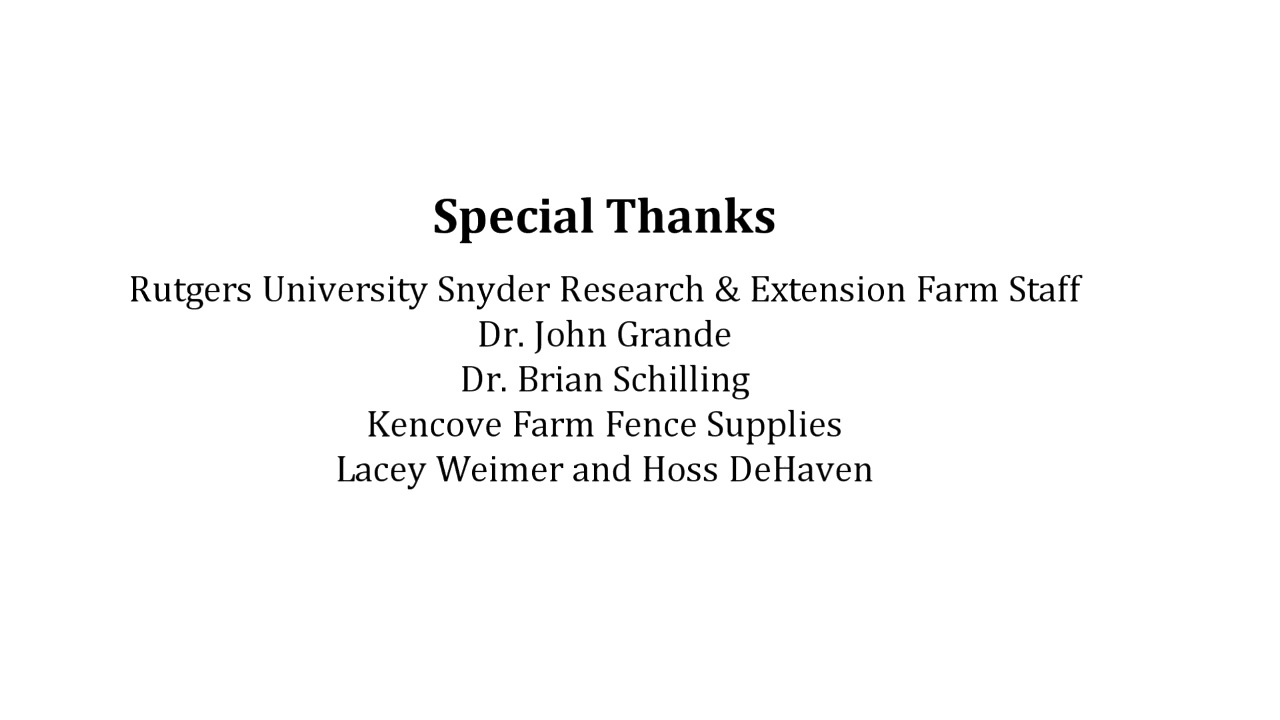 Special Thanks
Rutgers University Snyder Research & Extension Farm Staff
Dr. John Grande
Dr. Brian Schilling
Kencove Farm Fence Supplies
Lacey Weimer and Hoss DeHaven